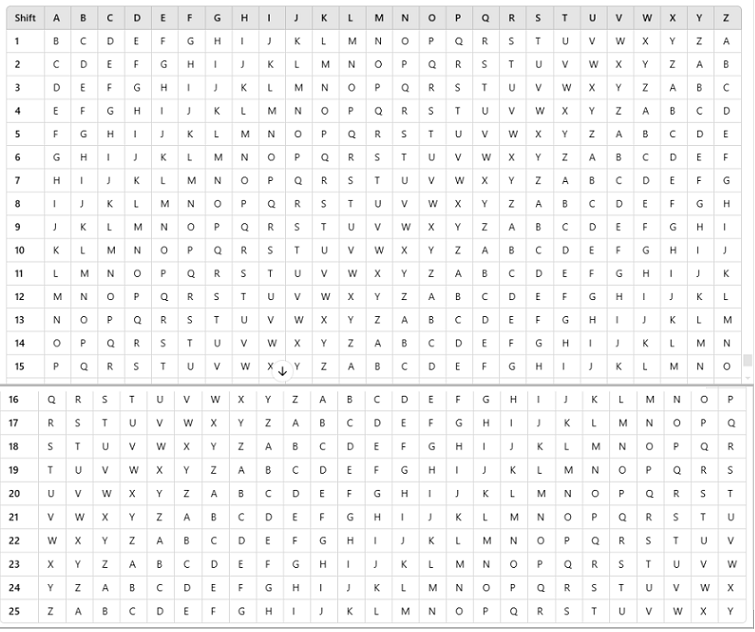 Shift A B C D E F G H I J K L M N O P Q R S T U V W X Y Z
1 B C D E F G H I J K L M N O P Q R S T U V W X Y Z A
2 C D E F G H I J K L M N O P Q R S T U V W X Y Z A B
3 D E F G H I J K L M N O P Q R S T U V W X Y Z A B C
4 E F G H I J K L M N O P Q R S T U V W X Y Z A B C D
5 F G H I J K L M N O P Q R S T U V W X Y Z A B C D E
6 G H I J K L M N O P Q R S T U V W X Y Z A B C D E F
7 H I J K L M N O P Q R S T U V W X Y Z A B C D E F G
8 I J K L M N O P Q R S T U V W X Y Z A B C D E F G H
9 J K L M N O P Q R S T U V W X Y Z A B C D E F G H I
10 K L M N O P Q R S T U V W X Y Z A B C D E F G H I J
11 L M N O P Q R S T U V W X Y Z A B C D E F G H I J K
12 M N O P Q R S T U V W X Y Z A B C D E F G H I J K L
13 N O P Q R S T U V W X Y Z A B C D E F G H I J K L M
14 O P Q R S T U V W X Y Z A B C D E F G H I J K L M N
15 P Q R S T U V W X Y Z A B C D E F G H I J K L M N O
16 Q R S T U V W X Y Z A B C D E F G H I J K L M N O P
17 R S T U V W X Y Z A B C D E F G H I J K L M N O P Q
18 S T U V W X Y Z A B C D E F G H I J K L M N O P Q R
19 T U V W X Y Z A B C D E F G H I J K L M N O P Q R S
20 U V W X Y Z A B C D E F G H I J K L M N O P Q R S T
21 V W X Y Z A B C D E F G H I J K L M N O P Q R S T U
22 W X Y Z A B C D E F G H I J K L M N O P Q R S T U V
23 X Y Z A B C D E F G H I J K L M N O P Q R S T U V W
24 Y Z A B C D E F G H I J K L M N O P Q R S T U V W X
25 Z A B C D E F G H I J K L M N O P Q R S T U V W X Y